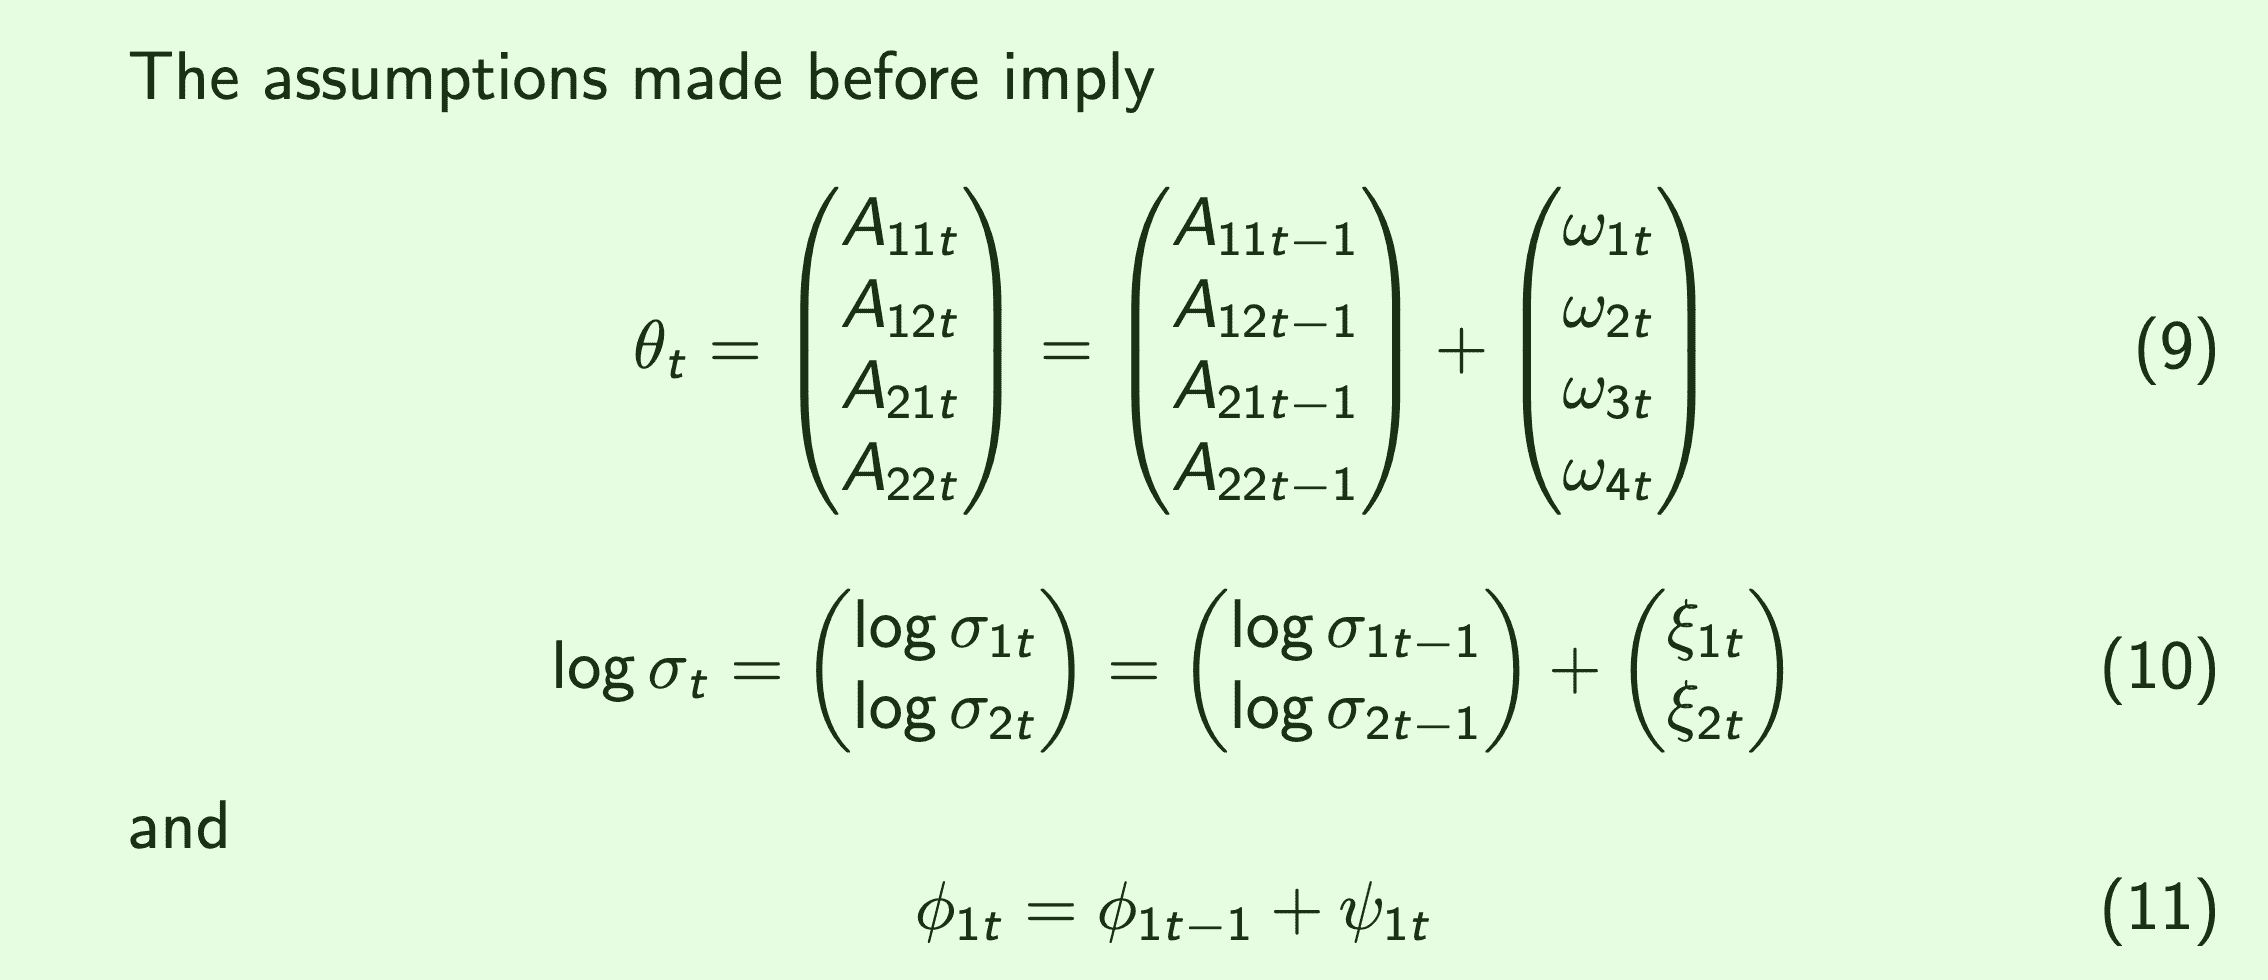 The assumptions made before imply
θ_t = (A_{11t} A_{12t} A_{21t} A_{22t}) = (A_{11t−1} A_{12t−1} A_{21t−1} A_{22t−1}) + (ω_{1t} ω_{2t} ω_{3t} ω_{4t}) (9)
log σ_t = (log σ_{1t} log σ_{2t}) = (log σ_{1t−1} log σ_{2t−1}) + (ξ_{1t} ξ_{2t}) (10)
and
ϕ_{1t} = ϕ_{1t−1} + ψ_{1t} (11)